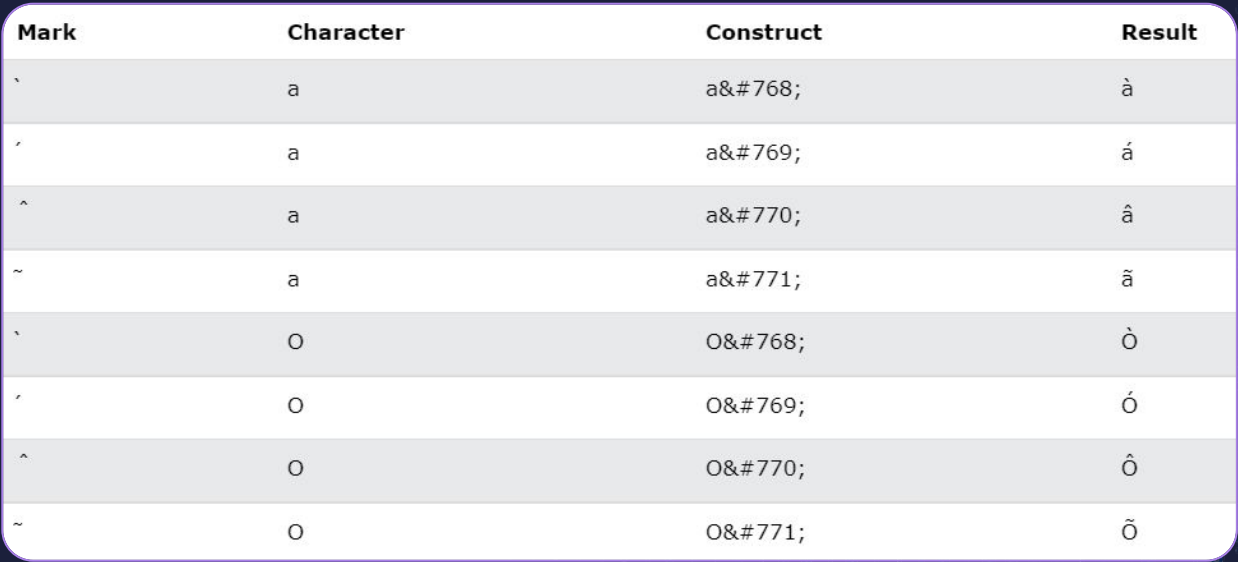 Mark Character Construct Result
̀ a a&#768; à
́ a a&#769; á
̂ a a&#770; â
̃ a a&#771; ã
̀ O O&#768; Ò
́ O O&#769; Ó
̂ O O&#770; Ô
̃ O O&#771; Õ